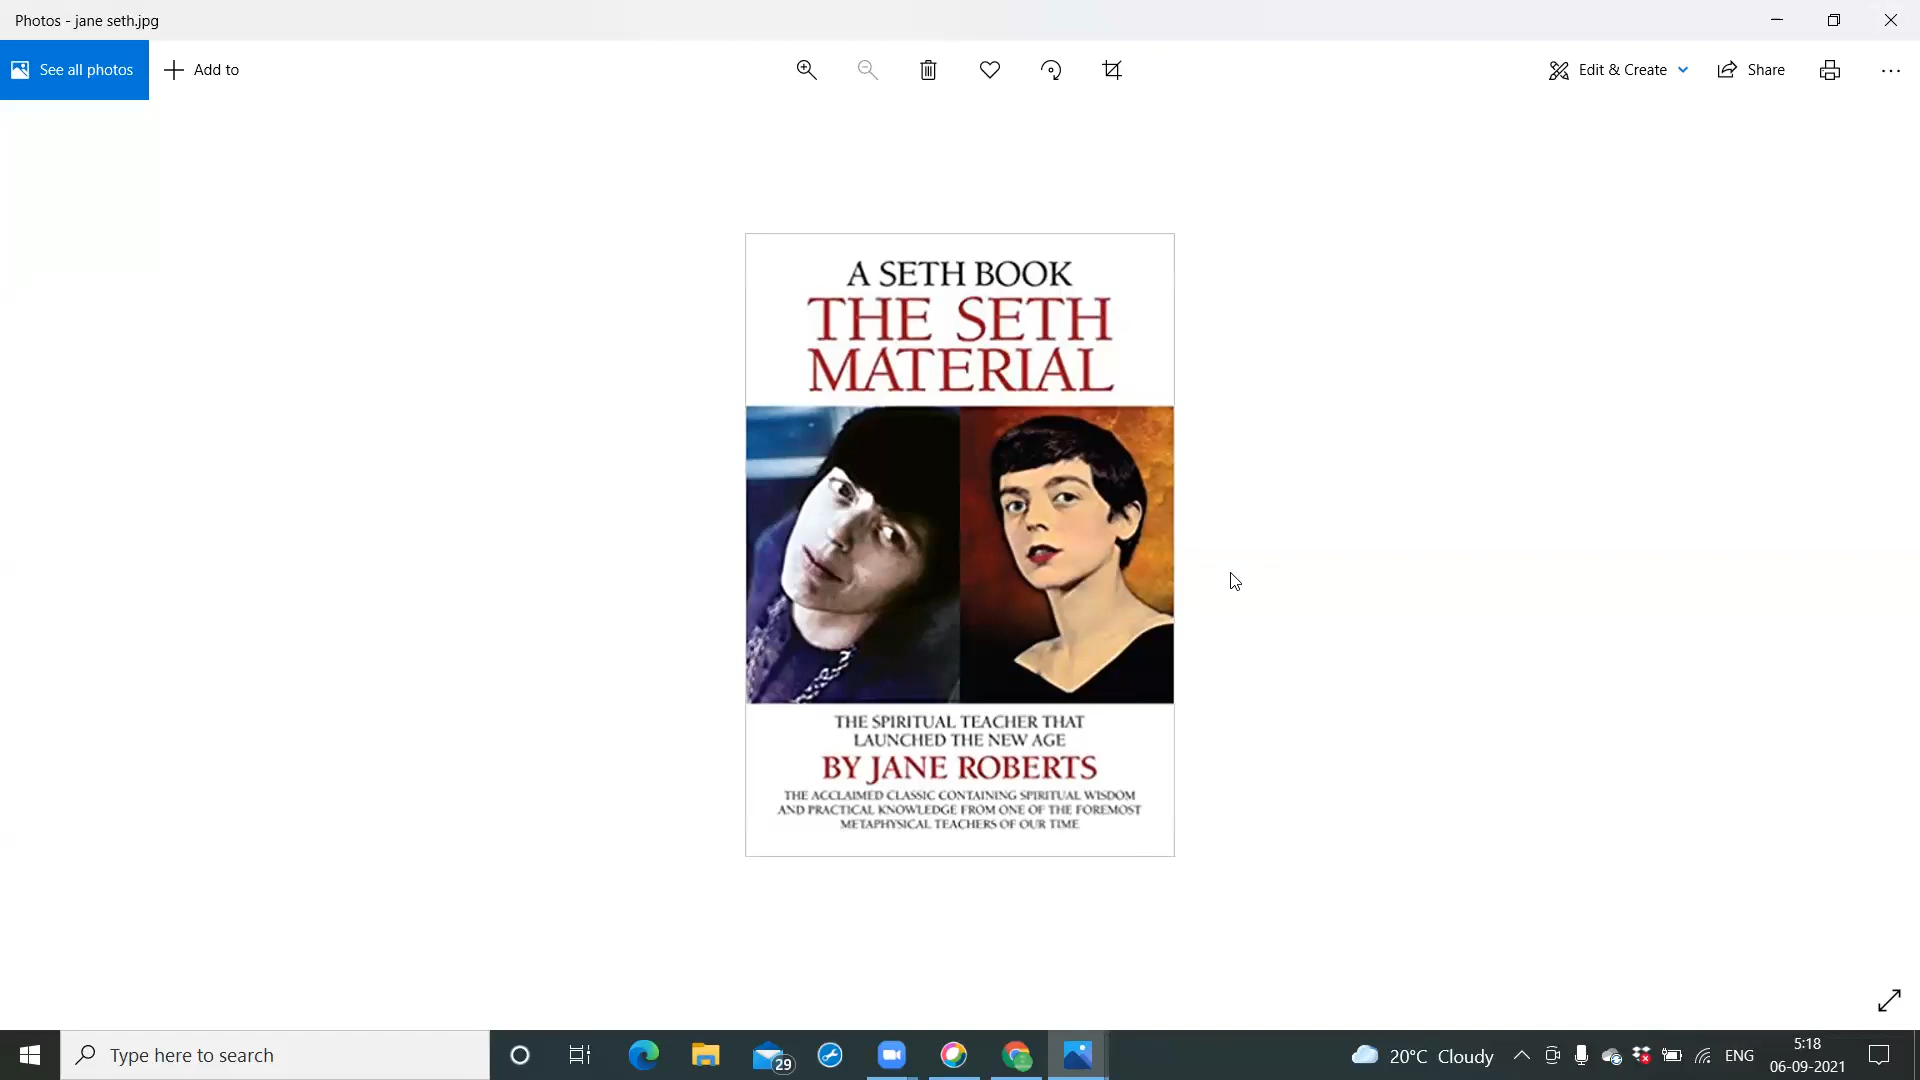 Photos - jane seth.jpg
See all photos
Add to
Edit & Create
Share
A SETH BOOK
THE SETH
MATERIAL
THE SPIRITUAL TEACHER THAT
LAUNCHED THE NEW AGE
BY JANE ROBERTS
THE ACCLAIMED CLASSIC CONTAINING SPIRITUAL WISDOM
AND PRACTICAL KNOWLEDGE FROM ONE OF THE FOREMOST
METAPHYSICAL TEACHERS OF OUR TIME
Type here to search
29
20°C Cloudy
ENG
5:18
06-09-2021